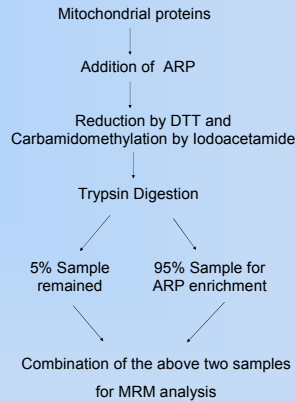 Mitochondrial proteins
Addition of ARP
Reduction by DTT and
Carbamidomethylation by Iodoacetamide
Trypsin Digestion
5% Sample
remained
95% Sample for
ARP enrichment
Combination of the above two samples
for MRM analysis